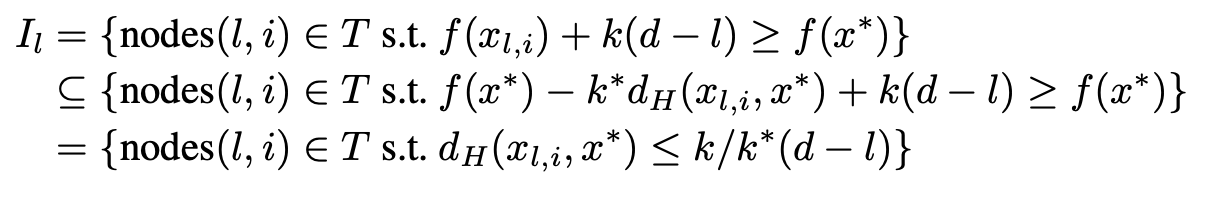 I_l = {nodes(l, i) ∈ T s.t. f(x_{l,i}) + k(d − l) ≥ f(x*)}
⊆ {nodes(l, i) ∈ T s.t. f(x*) − k*d_H(x_{l,i}, x*) + k(d − l) ≥ f(x*)}
= {nodes(l, i) ∈ T s.t. d_H(x_{l,i}, x*) ≤ k/k*(d − l)}